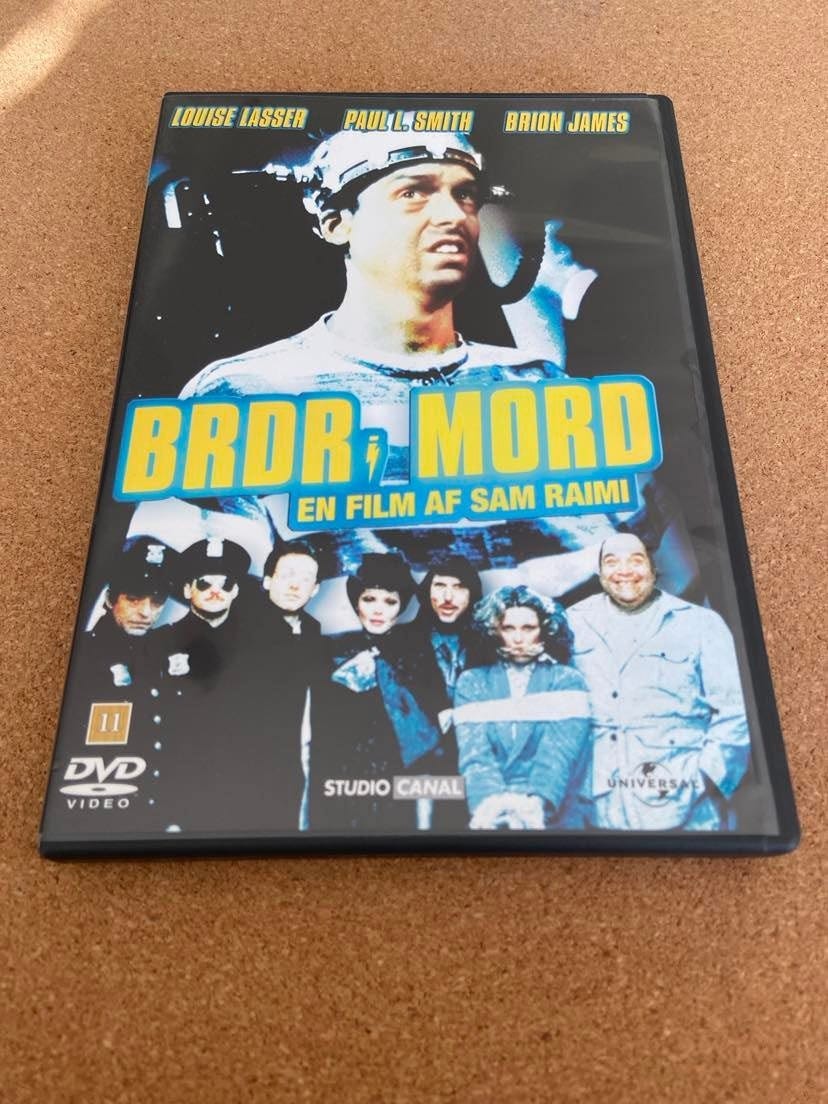 LOUISE LASSER PAUL L. SMITH BRION JAMES
BRDR. i MORD
EN FILM AF SAM RAIMI
11
DVD
VIDEO
STUDIO CANAL
UNIVERSAL